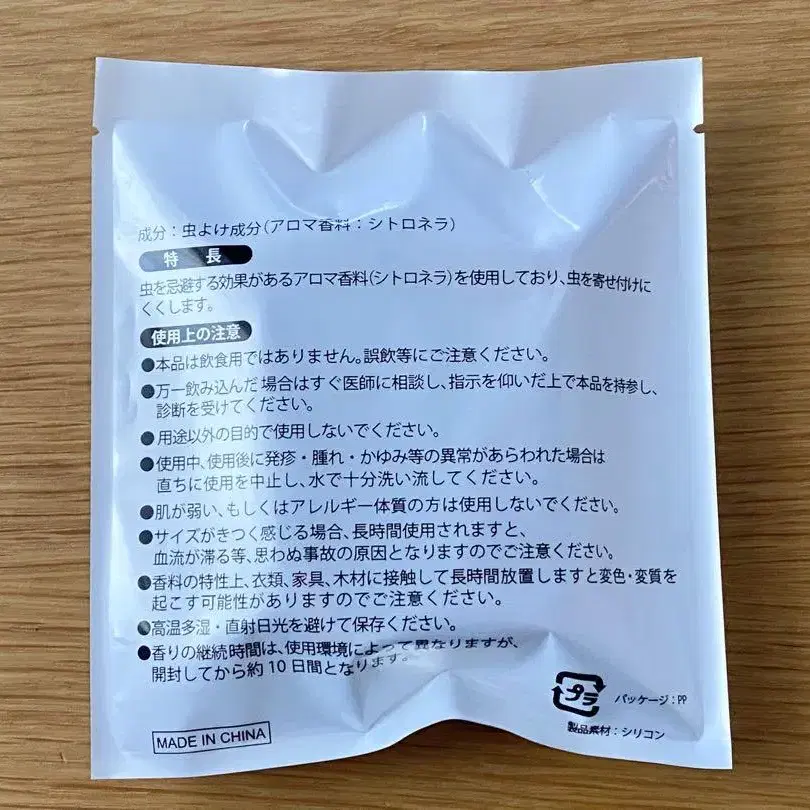 成分：虫よけ成分（アロマ香料：シトロネラ）
特長
虫を忌避する効果があるアロマ香料（シトロネラ）を使用しており、虫を寄せ付けに
くくします。
使用上の注意
●本品は飲食用ではありません。誤飲等にご注意ください。
●万一飲み込んだ場合はすぐ医師に相談し、指示を仰いだ上で本品を持参し、
診断を受けてください。
●用途以外の目的で使用しないでください。
●使用中、使用後に発疹・腫れ・かゆみ等の異常があらわれた場合は
直ちに使用を中止し、水で十分洗い流してください。
●肌が弱い、もしくはアレルギー体質の方は使用しないでください。
●サイズがきつく感じる場合、長時間使用されますと、
血流が滞る等、思わぬ事故の原因となりますのでご注意ください。
●香料の特性上、衣類、家具、木材に接触して長時間放置しますと変色・変質を
起こす可能性がありますのでご注意ください。
●高温多湿・直射日光を避けて保存ください。
●香りの継続時間は、使用環境によって異なりますが、
開封してから約10日間となります。
プラ
パッケージ：PP
製品素材：シリコン
MADE IN CHINA